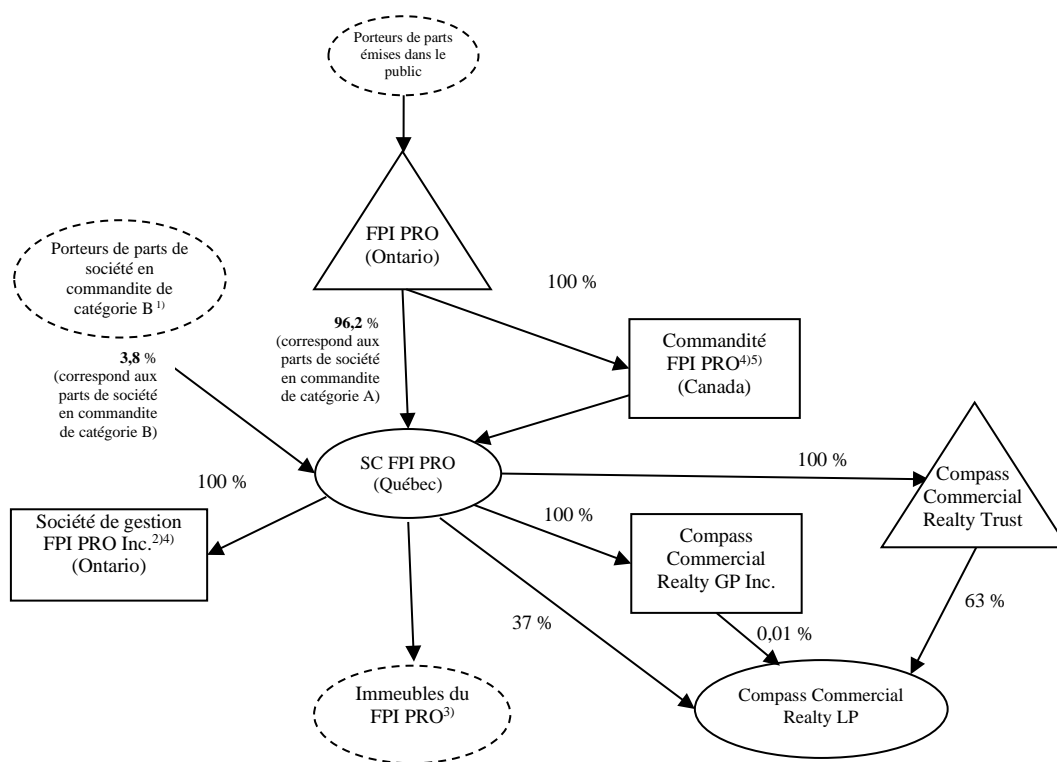 Porteurs de parts
émises dans le
public
FPI PRO
(Ontario)
Porteurs de parts de
société en
commandite de
catégorie B 1)
100 %
96,2 %
(correspond aux
parts de société
en commandite
de catégorie A)
Commandité
FPI PRO4)5)
(Canada)
3,8 %
(correspond aux
parts de société
en commandite
de catégorie B)
SC FPI PRO
(Québec)
100 %
Compass
Commercial
Realty Trust
100 %
Société de gestion
FPI PRO Inc.2)4)
(Ontario)
100 %
Compass
Commercial
Realty GP Inc.
37 %
0,01 %
63 %
Immeubles du
FPI PRO3)
Compass Commercial
Realty LP